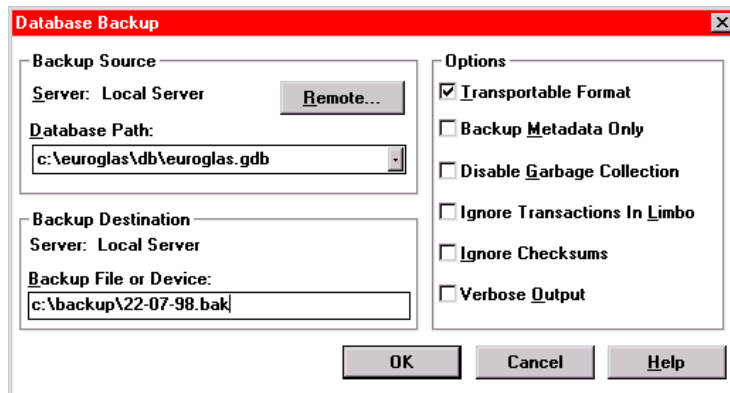 Database Backup
Backup Source
Server: Local Server
Remote...
Database Path:
c:\euroglas\db\euroglas.gdb
Backup Destination
Server: Local Server
Backup File or Device:
c:\backup\22-07-98.bak
Options
Transportable Format
Backup Metadata Only
Disable Garbage Collection
Ignore Transactions In Limbo
Ignore Checksums
Verbose Output
OK
Cancel
Help